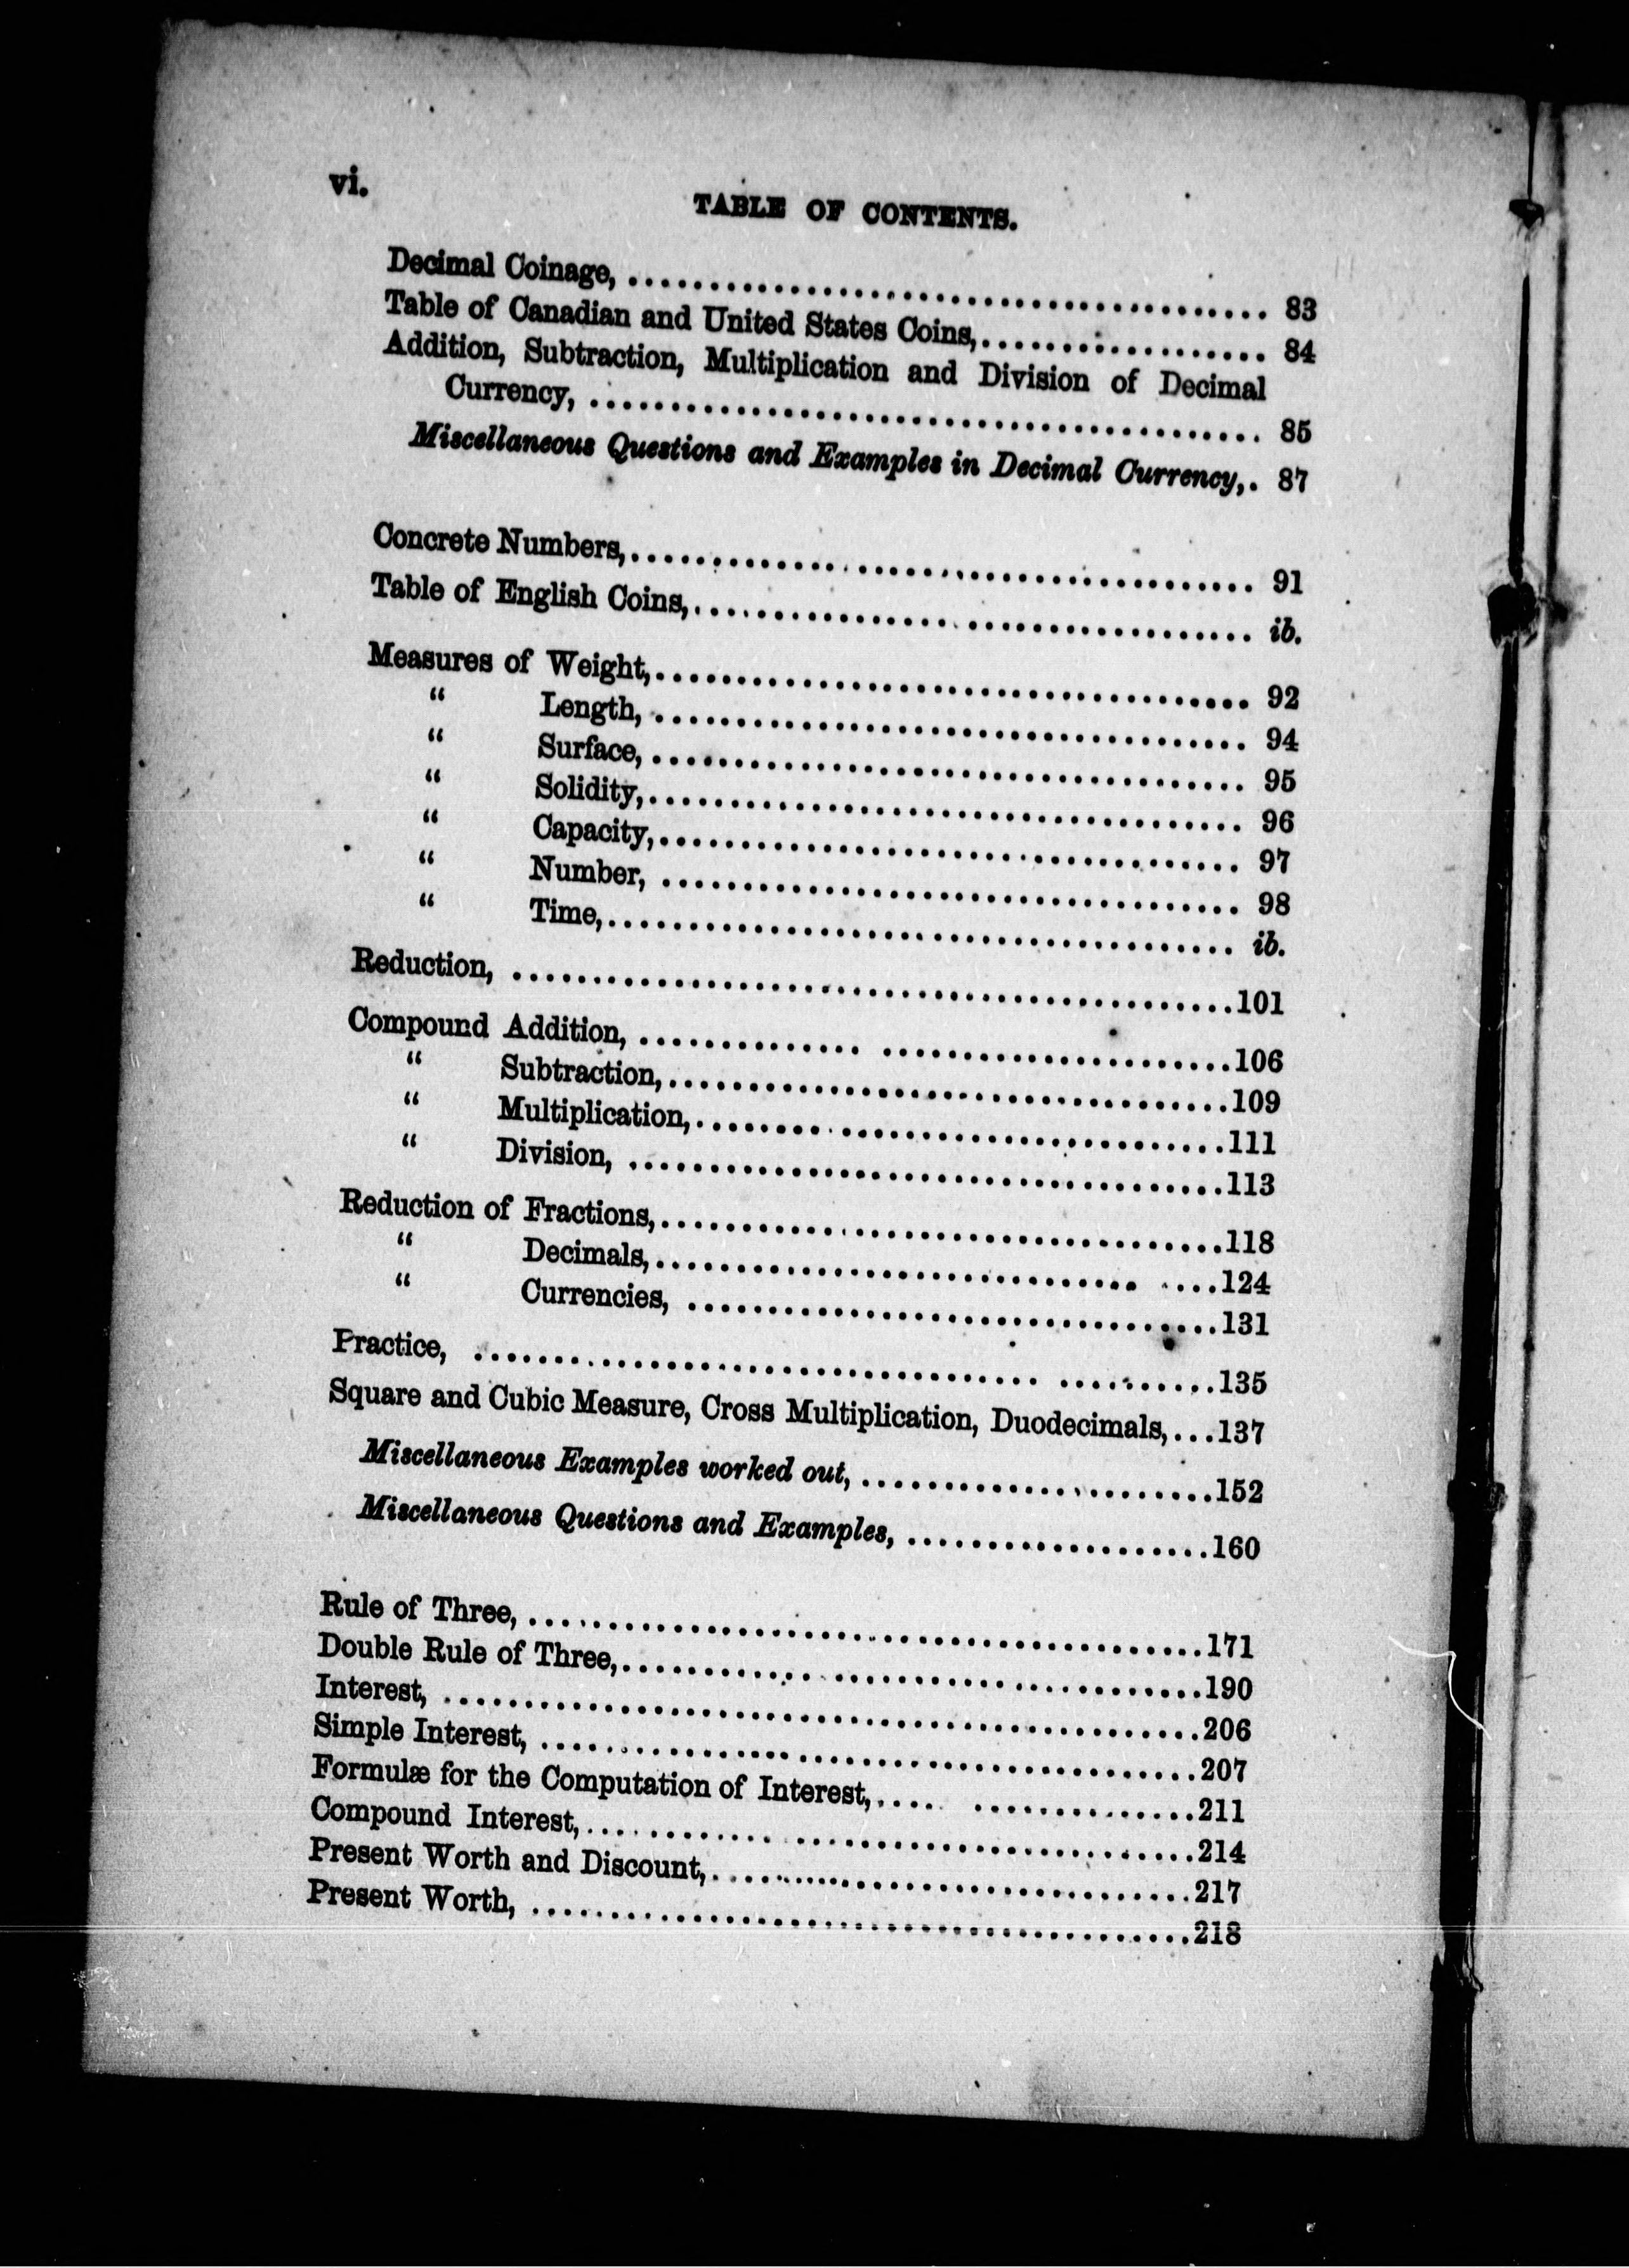 vi.
TABLE OF CONTENTS.
Decimal Coinage, ........................................ 83
Table of Canadian and United States Coins,.................. 84
Addition, Subtraction, Multiplication and Division of Decimal
Currency, .......................................... 85
Miscellaneous Questions and Examples in Decimal Currency,. 87
Concrete Numbers,....................................... 91
Table of English Coins,................................... ib.
Measures of Weight,..................................... 92
“ Length, ..................................... 94
“ Surface, ..................................... 95
“ Solidity,..................................... 96
“ Capacity,.................................... 97
“ Number, .................................... 98
“ Time,....................................... ib.
Reduction, .............................................101
Compound Addition, .....................................106
“ Subtraction,...................................109
“ Multiplication,.................................111
“ Division, .....................................113
Reduction of Fractions,...................................118
“ Decimals,...................................124
“ Currencies, .................................131
Practice, ..............................................135
Square and Cubic Measure, Cross Multiplication, Duodecimals,...137
Miscellaneous Examples worked out, ......................152
Miscellaneous Questions and Examples, ...................160
Rule of Three, ..........................................171
Double Rule of Three,....................................190
Interest, ...............................................206
Simple Interest, .........................................207
Formulæ for the Computation of Interest,....................211
Compound Interest,......................................214
Present Worth and Discount,..............................217
Present Worth, .........................................218